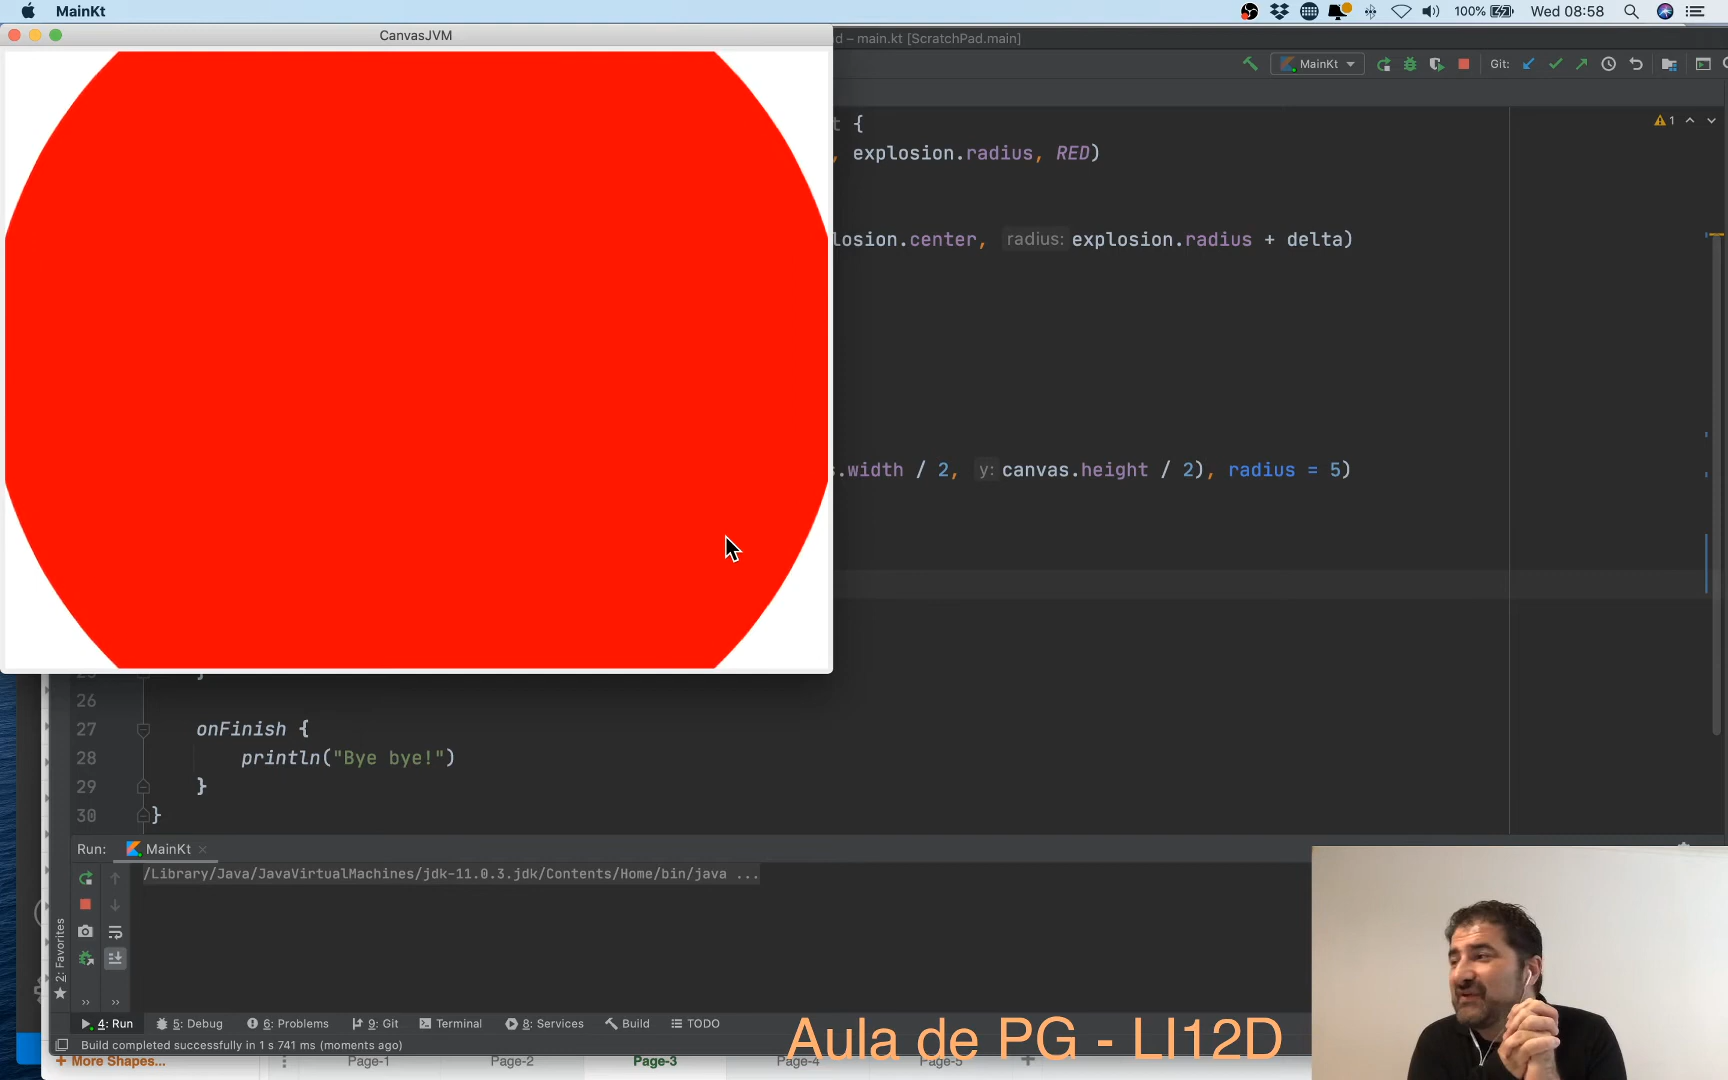 MainKt
100%
Wed 08:58
CanvasJVM
d – main.kt [ScratchPad.main]
MainKt
Git:
t {
1
, explosion.radius, RED)
losion.center, radius: explosion.radius + delta)
s.width / 2, y: canvas.height / 2), radius = 5)
}
26
27 onFinish {
28 println("Bye bye!")
29 }
30 }
Run: MainKt
/Library/Java/JavaVirtualMachines/jdk-11.0.3.jdk/Contents/Home/bin/java ...
2: Favorites
4: Run 5: Debug 6: Problems 9: Git Terminal 8: Services Build TODO
Build completed successfully in 1 s 741 ms (moments ago)
Aula de PG - LI12D
+ More Shapes... Page-1 Page-2 Page-3 Page-4 Page-5 +